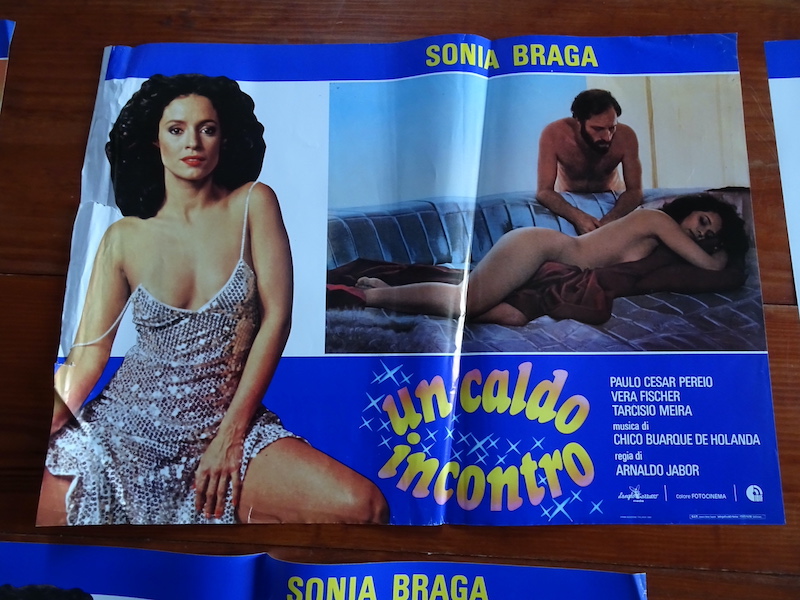 SONIA BRAGA
un caldo
incontro
PAULO CESAR PEREIO
VERA FISCHER
TARCISIO MEIRA
musica di
CHICO BUARQUE DE HOLANDA
regia di
ARNALDO JABOR
colore FOTOCINEMA
SONIA BRAGA